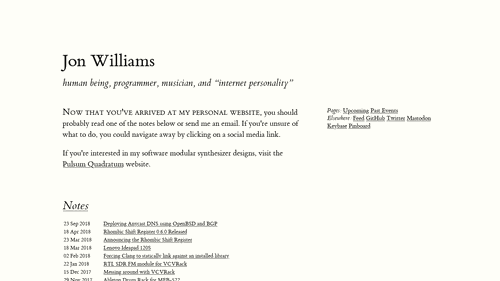 Jon Williams
human being, programmer, musician, and “internet personality”
Now that you've arrived at my personal website, you should
probably read one of the notes below or send me an email. If you're unsure of
what to do, you could navigate away by clicking on a social media link.
If you're interested in my software modular synthesizer designs, visit the
Pulsum Quadratum website.
Pages: Upcoming Past Events
Elsewhere: Feed GitHub Twitter Mastodon
Keybase Pinboard
Notes
23 Sep 2018 Deploying Anycast DNS using OpenBSD and BGP
18 Apr 2018 Rhombic Shift Register 0.6.0 Released
23 Mar 2018 Announcing the Rhombic Shift Register
18 Mar 2018 Lenovo Ideapad 120S
02 Feb 2018 Forcing Clang to statically link against an installed library
22 Jan 2018 RTL SDR FM module for VCVRack
15 Dec 2017 Messing around with VCVRack
29 Nov 2017 Ableton Drum Rack for MFB-522